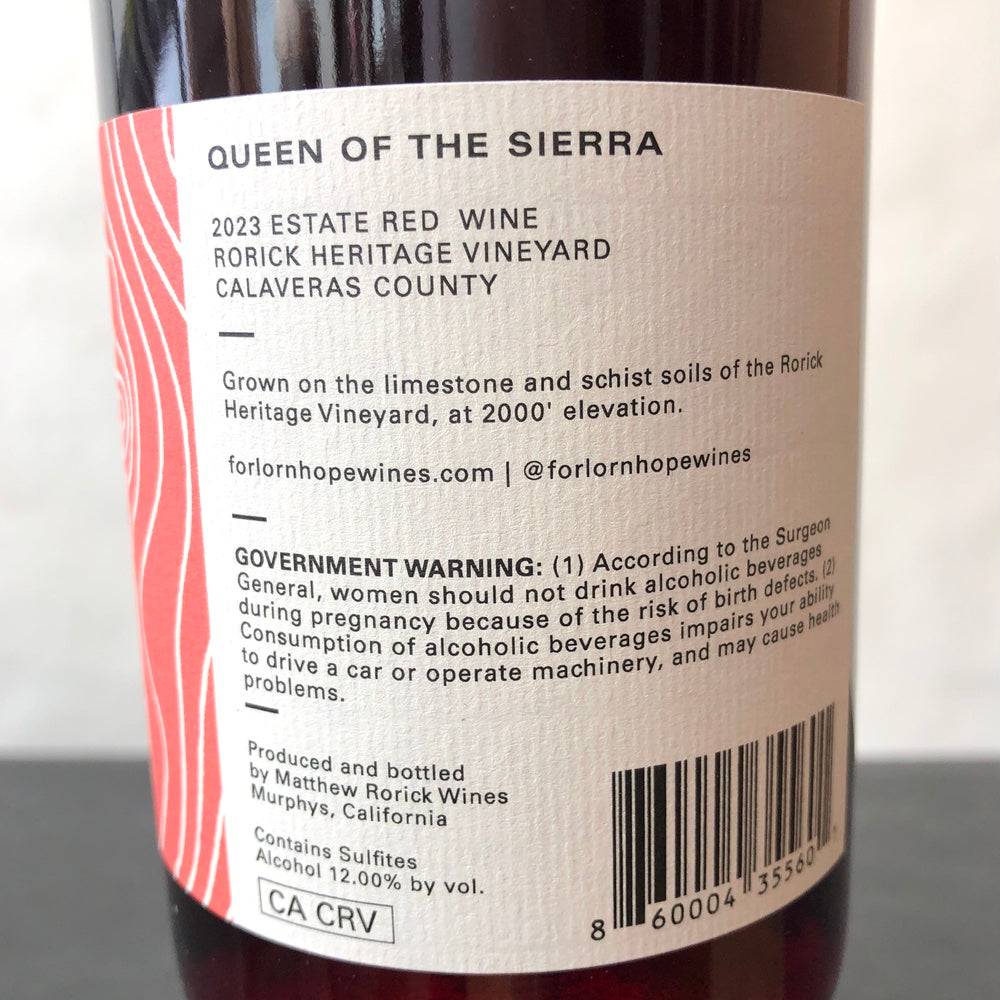 QUEEN OF THE SIERRA
2023 ESTATE RED WINE
RORICK HERITAGE VINEYARD
CALAVERAS COUNTY
Grown on the limestone and schist soils of the Rorick
Heritage Vineyard, at 2000' elevation.
forlornhopewines.com | @forlornhopewines
GOVERNMENT WARNING: (1) According to the Surgeon
General, women should not drink alcoholic beverages
during pregnancy because of the risk of birth defects. (2)
Consumption of alcoholic beverages impairs your ability
to drive a car or operate machinery, and may cause health
problems.
Produced and bottled
by Matthew Rorick Wines
Murphys, California
Contains Sulfites
Alcohol 12.00% by vol.
CA CRV
8 60004 35560